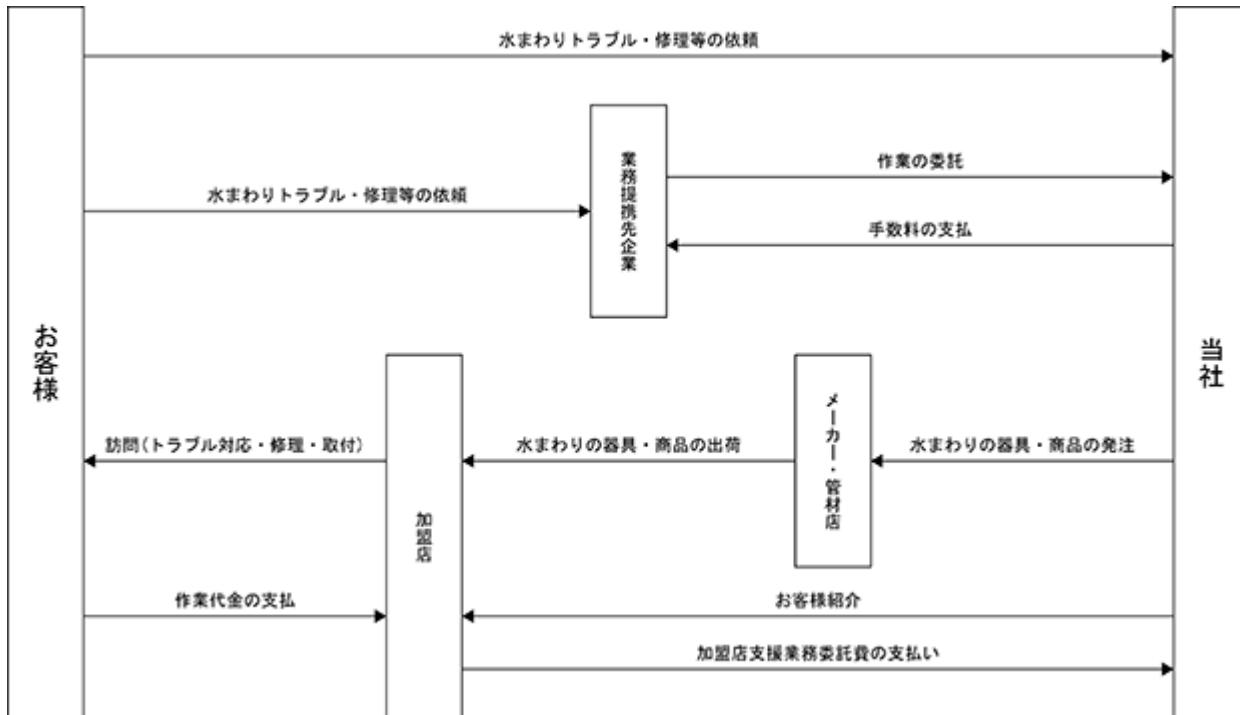 水まわりトラブル・修理等の依頼
業務提携先企業
作業の委託
水まわりトラブル・修理等の依頼
手数料の支払
お客様
当社
加盟店
メーカー・管材店
訪問(トラブル対応・修理・取付)
水まわりの器具・商品の出荷
水まわりの器具・商品の発注
作業代金の支払
お客様紹介
加盟店支援業務委託費の支払い